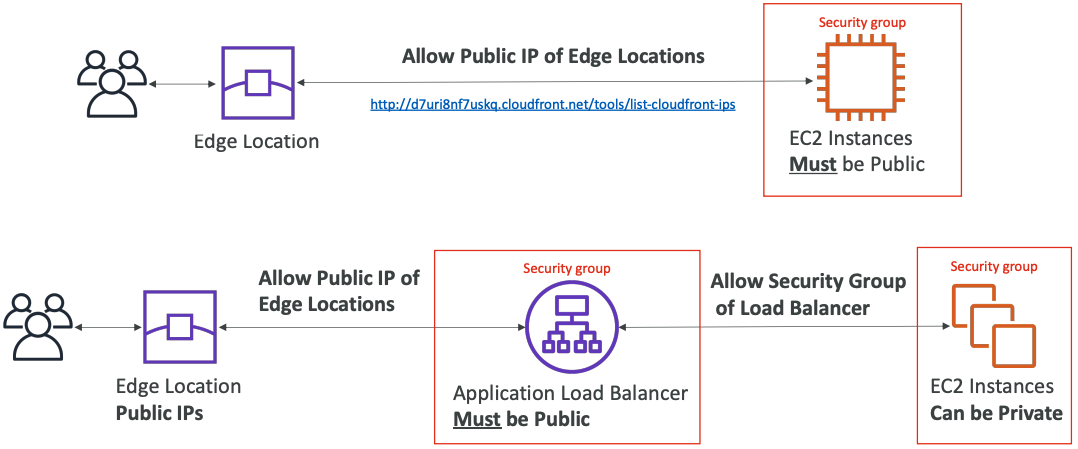 Security group
Allow Public IP of Edge Locations
http://d7uri8nf7uskq.cloudfront.net/tools/list-cloudfront-ips
Edge Location
EC2 Instances
Must be Public
Allow Public IP of
Edge Locations
Security group
Allow Security Group
of Load Balancer
Security group
Edge Location
Public IPs
Application Load Balancer
Must be Public
EC2 Instances
Can be Private